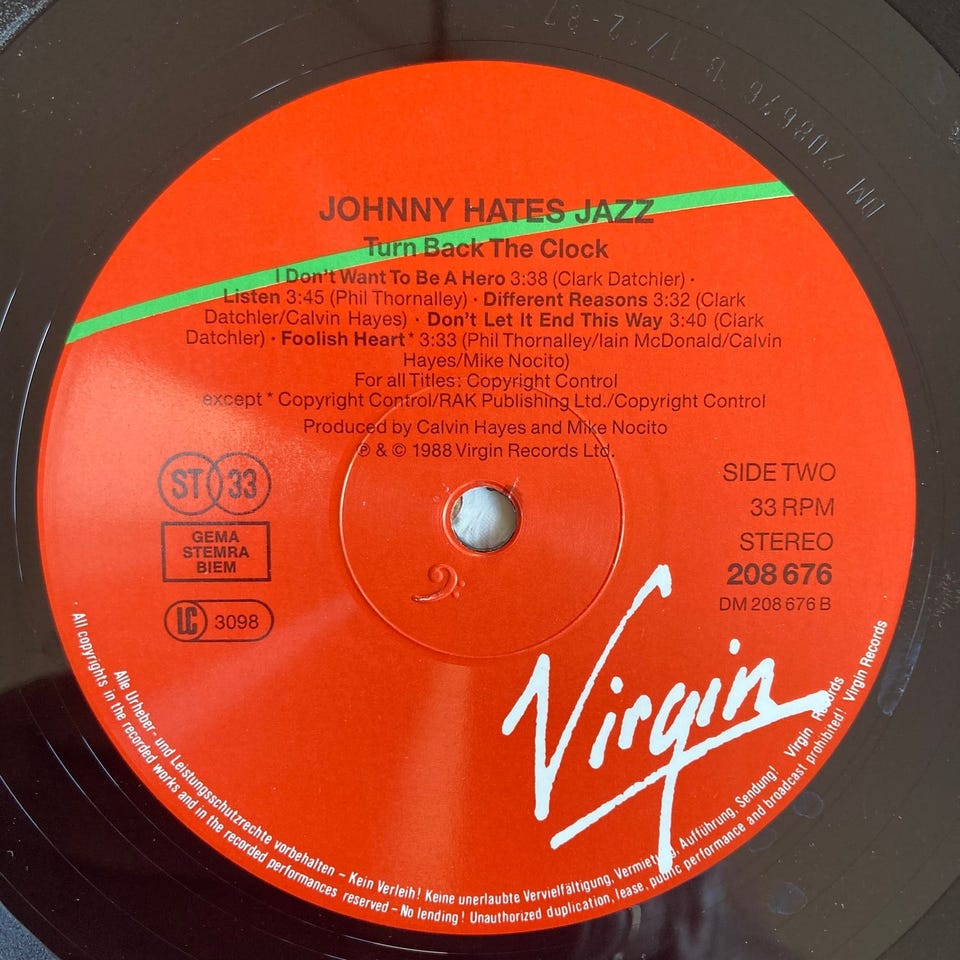 JOHNNY HATES JAZZ
Turn Back The Clock
I Don't Want To Be A Hero 3:38 (Clark Datchler) ·
Listen 3:45 (Phil Thornalley) · Different Reasons 3:32 (Clark
Datchler/Calvin Hayes) · Don't Let It End This Way 3:40 (Clark
Datchler) · Foolish Heart* 3:33 (Phil Thornalley/Iain McDonald/Calvin
Hayes/Mike Nocito)
For all Titles: Copyright Control
except * Copyright Control/RAK Publishing Ltd./Copyright Control
Produced by Calvin Hayes and Mike Nocito
℗ & © 1988 Virgin Records Ltd.
ST 33
GEMA
STEMRA
BIEM
LC 3098
SIDE TWO
33 RPM
STEREO
208 676
DM 208 676 B
Virgin
Alle Urheber- und Leistungsschutzrechte vorbehalten – Kein Verleih! Keine unerlaubte Vervielfältigung, Vermietung, Aufführung, Sendung! Virgin Records
All copyrights in the recorded works and in the recorded performances reserved – No lending! Unauthorized duplication, lease, public performance and broadcast prohibited! Virgin Records
DM 208676 B